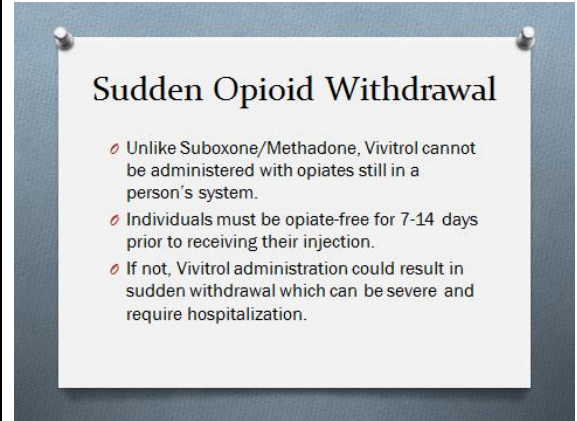 Sudden Opioid Withdrawal
Unlike Suboxone/Methadone, Vivitrol cannot
be administered with opiates still in a
person's system.
Individuals must be opiate-free for 7-14 days
prior to receiving their injection.
If not, Vivitrol administration could result in
sudden withdrawal which can be severe and
require hospitalization.